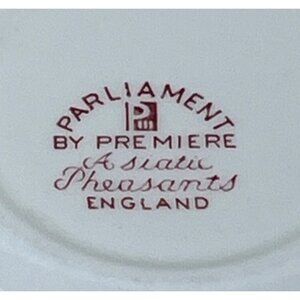 PARLIAMENT
P
BY PREMIERE
Asiatic
Pheasants
ENGLAND